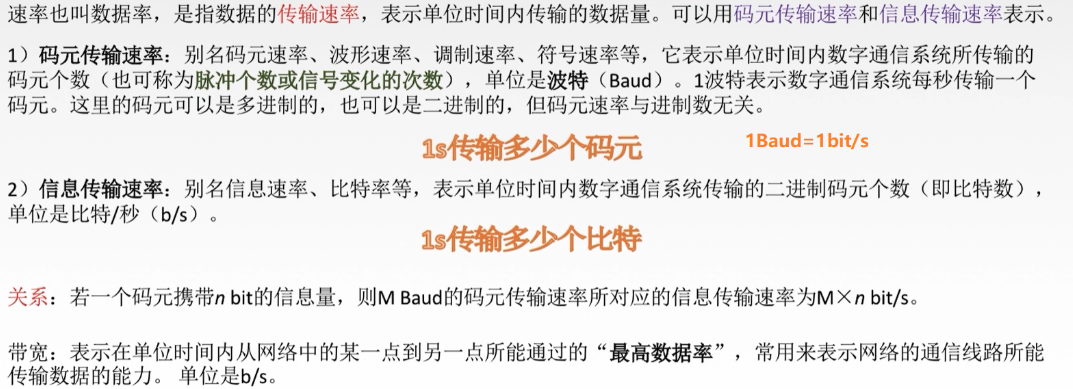 速率也叫数据率，是指数据的传输速率，表示单位时间内传输的数据量。可以用码元传输速率和信息传输速率表示。
1）码元传输速率：别名码元速率、波形速率、调制速率、符号速率等，它表示单位时间内数字通信系统所传输的
码元个数（也可称为脉冲个数或信号变化的次数），单位是波特（Baud）。1波特表示数字通信系统每秒传输一个
码元。这里的码元可以是多进制的，也可以是二进制的，但码元速率与进制数无关。
1s传输多少个码元 1Baud=1bit/s
2）信息传输速率：别名信息速率、比特率等，表示单位时间内数字通信系统传输的二进制码元个数（即比特数），
单位是比特/秒（b/s）。
1s传输多少个比特
关系：若一个码元携带n bit的信息量，则M Baud的码元传输速率所对应的信息传输速率为M×n bit/s。
带宽：表示在单位时间内从网络中的某一点到另一点所能通过的“最高数据率”，常用来表示网络的通信线路所能
传输数据的能力。 单位是b/s。